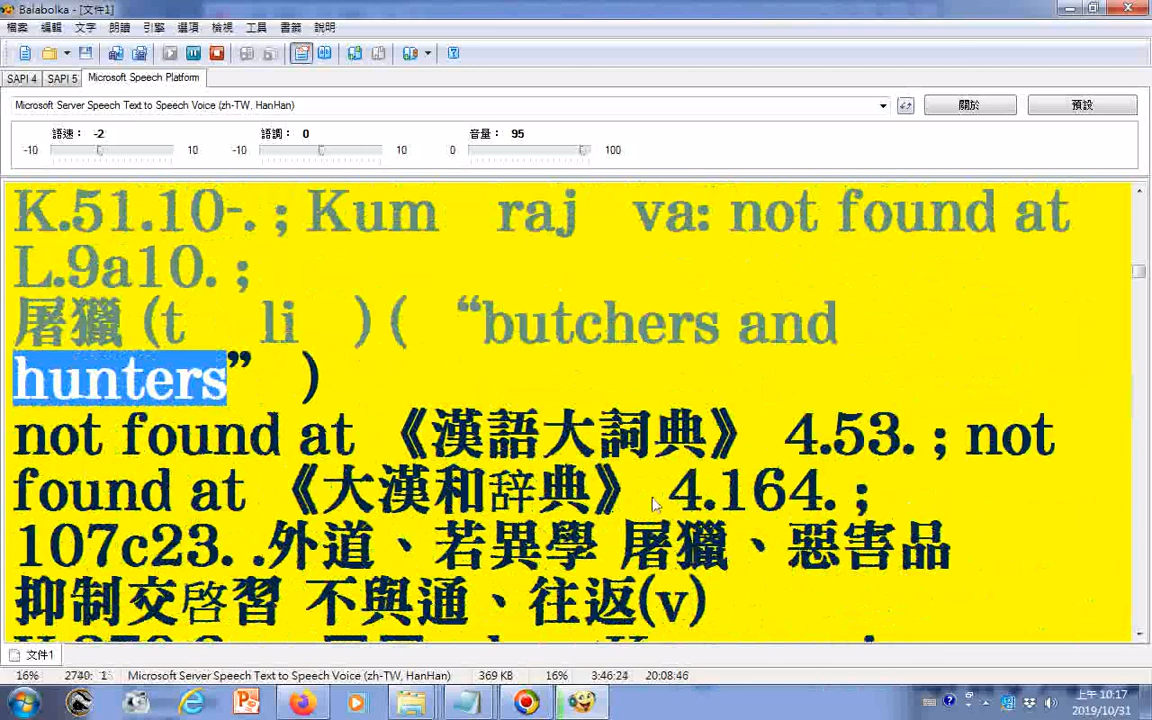 Balabolka - [文件1]
檔案 編輯 文字 朗讀 引擎 選項 檢視 工具 書籤 說明
SAPI 4 SAPI 5 Microsoft Speech Platform
Microsoft Server Speech Text to Speech Voice (zh-TW, HanHan) 關於 預設
語速： -2 語調： 0 音量： 95
-10 10 -10 10 0 100
K.51.10-. ; Kum raj va: not found at
L.9a10. ;
屠獵 (t li ) ( “butchers and
hunters” )
not found at 《漢語大詞典》 4.53. ; not
found at 《大漢和辞典》 4.164. ;
107c23. .外道、若異學 屠獵、惡害品
抑制交啓習 不與通、往返(v)
文件1
16% 2740: Microsoft Server Speech Text to Speech Voice (zh-TW, HanHan) 369 KB 16% 3:46:24 20:08:46
上午 10:17
2019/10/31